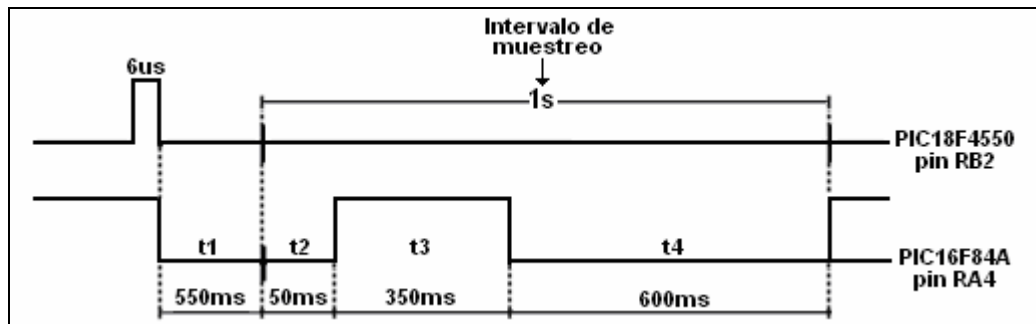 Intervalo de
muestreo
6us
1s
PIC18F4550
pin RB2
t1 t2 t3 t4
PIC16F84A
pin RA4
550ms 50ms 350ms 600ms